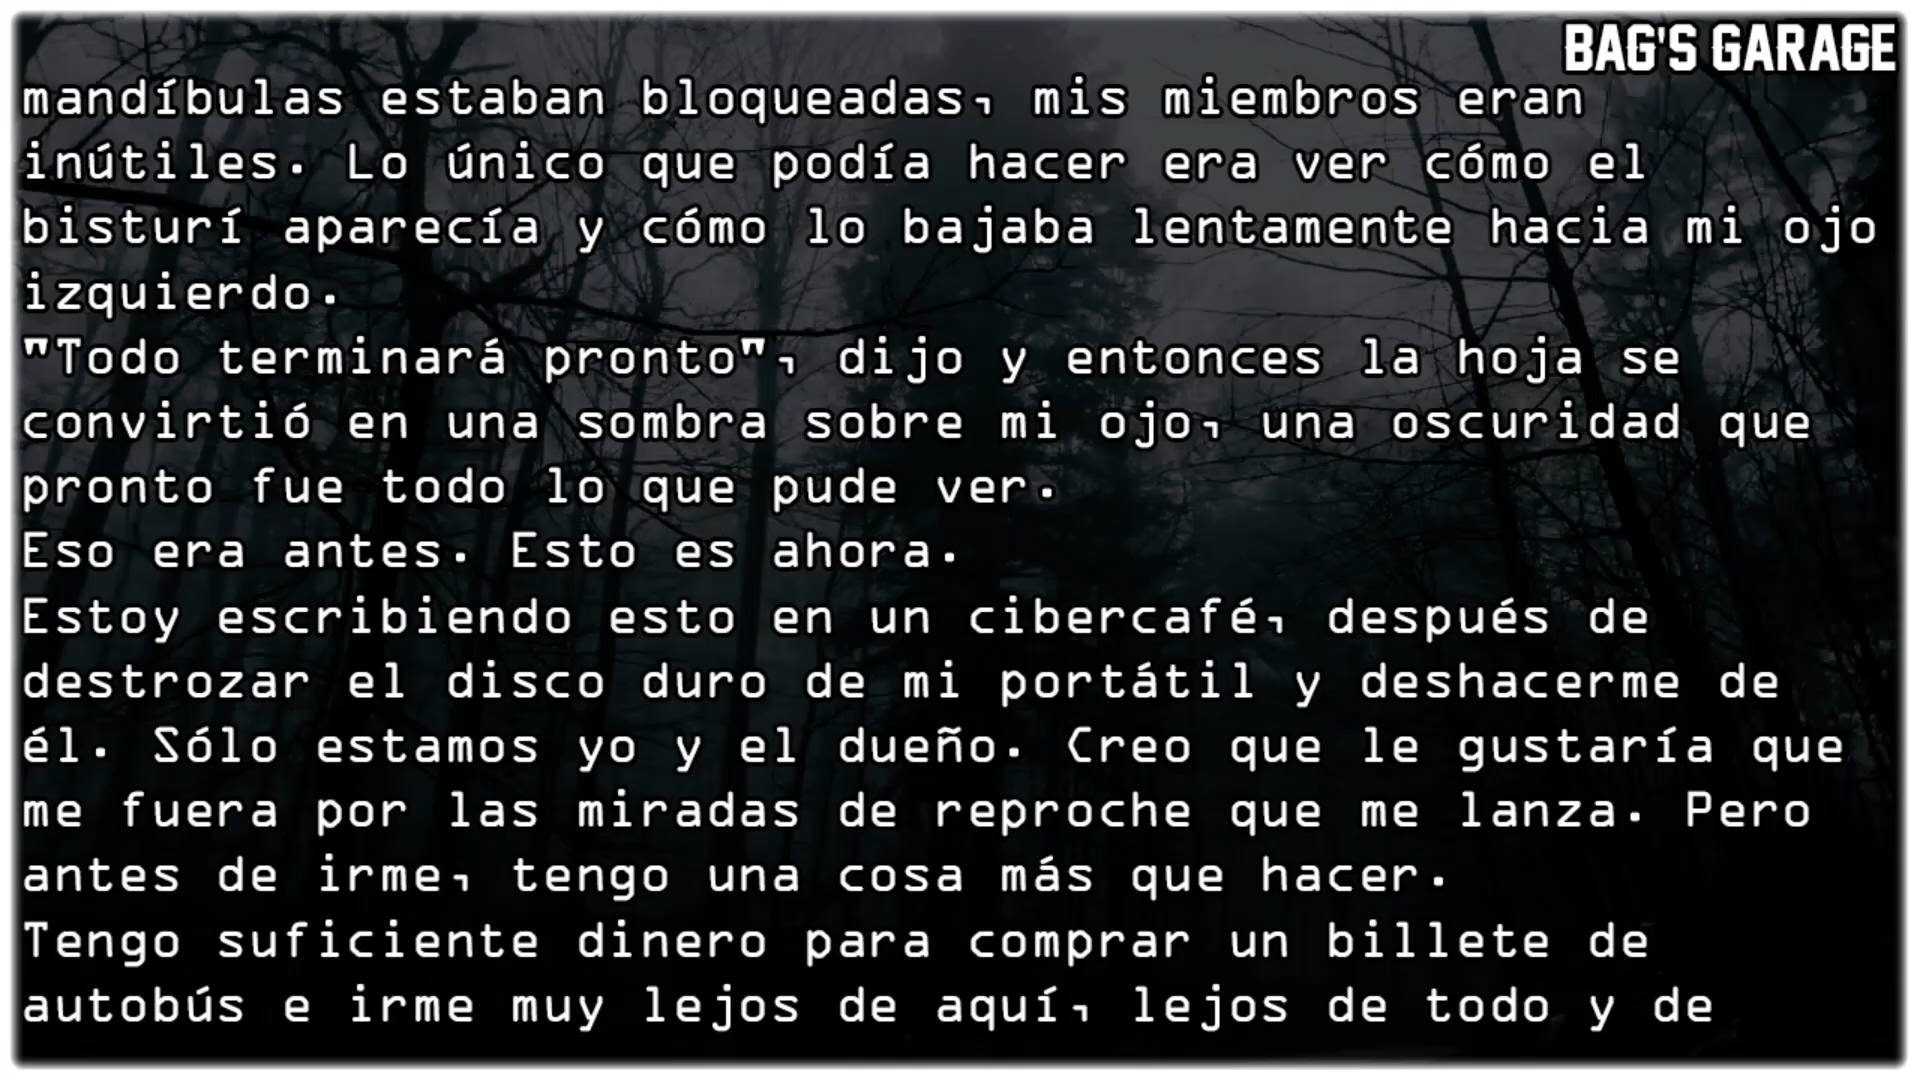 BAG'S GARAGE
mandíbulas estaban bloqueadas, mis miembros eran
inútiles. Lo único que podía hacer era ver cómo el
bisturí aparecía y cómo lo bajaba lentamente hacia mi ojo
izquierdo.
"Todo terminará pronto", dijo y entonces la hoja se
convirtió en una sombra sobre mi ojo, una oscuridad que
pronto fue todo lo que pude ver.
Eso era antes. Esto es ahora.
Estoy escribiendo esto en un cibercafé, después de
destrozar el disco duro de mi portátil y deshacerme de
él. Sólo estamos yo y el dueño. Creo que le gustaría que
me fuera por las miradas de reproche que me lanza. Pero
antes de irme, tengo una cosa más que hacer.
Tengo suficiente dinero para comprar un billete de
autobús e irme muy lejos de aquí, lejos de todo y de